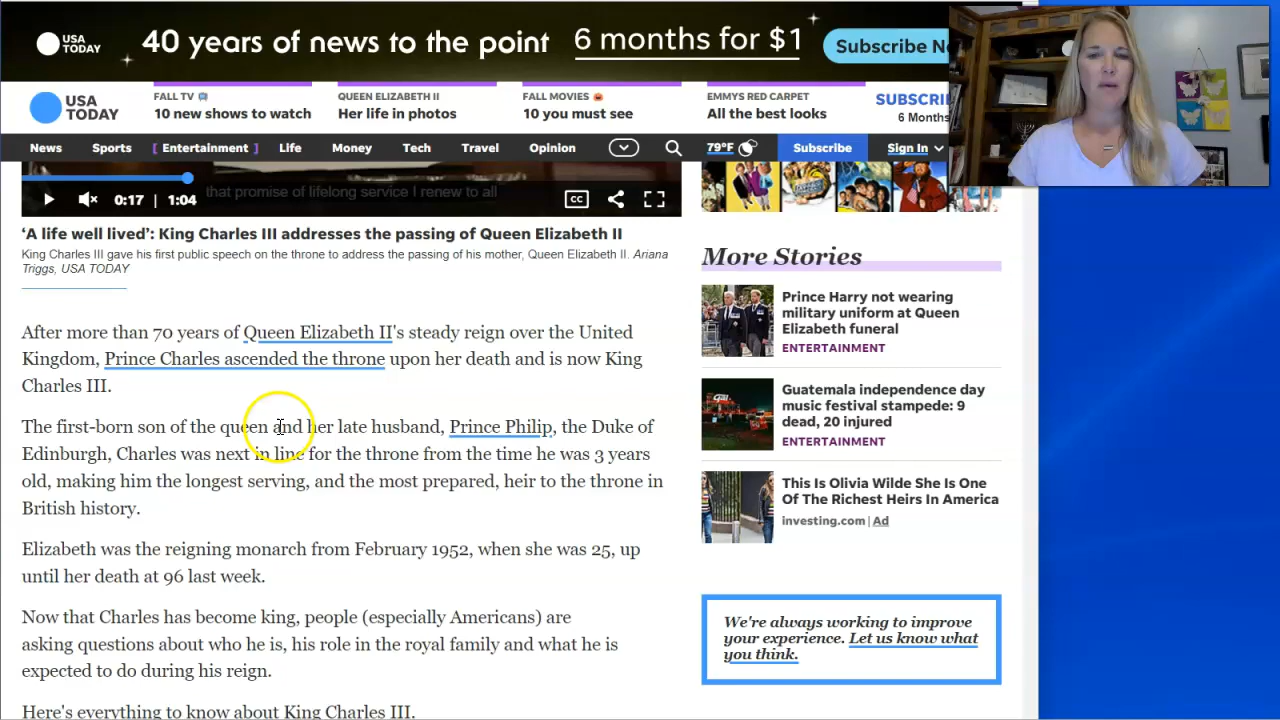 USA TODAY
40 years of news to the point
6 months for $1
Subscribe N
USA TODAY
FALL TV
10 new shows to watch
QUEEN ELIZABETH II
Her life in photos
FALL MOVIES
10 you must see
EMMYS RED CARPET
All the best looks
SUBSCRI
6 Months
News
Sports
[ Entertainment ]
Life
Money
Tech
Travel
Opinion
79°F
Subscribe
Sign In
that promise of lifelong service I renew to all
0:17 | 1:04
CC
‘A life well lived’: King Charles III addresses the passing of Queen Elizabeth II
King Charles III gave his first public speech on the throne to address the passing of his mother, Queen Elizabeth II. Ariana
Triggs, USA TODAY
After more than 70 years of Queen Elizabeth II's steady reign over the United
Kingdom, Prince Charles ascended the throne upon her death and is now King
Charles III.
The first-born son of the queen and her late husband, Prince Philip, the Duke of
Edinburgh, Charles was next in line for the throne from the time he was 3 years
old, making him the longest serving, and the most prepared, heir to the throne in
British history.
Elizabeth was the reigning monarch from February 1952, when she was 25, up
until her death at 96 last week.
Now that Charles has become king, people (especially Americans) are
asking questions about who he is, his role in the royal family and what he is
expected to do during his reign.
Here's everything to know about King Charles III.
More Stories
Prince Harry not wearing
military uniform at Queen
Elizabeth funeral
ENTERTAINMENT
Guatemala independence day
music festival stampede: 9
dead, 20 injured
ENTERTAINMENT
This Is Olivia Wilde She Is One
Of The Richest Heirs In America
investing.com | Ad
We're always working to improve
your experience. Let us know what
you think.